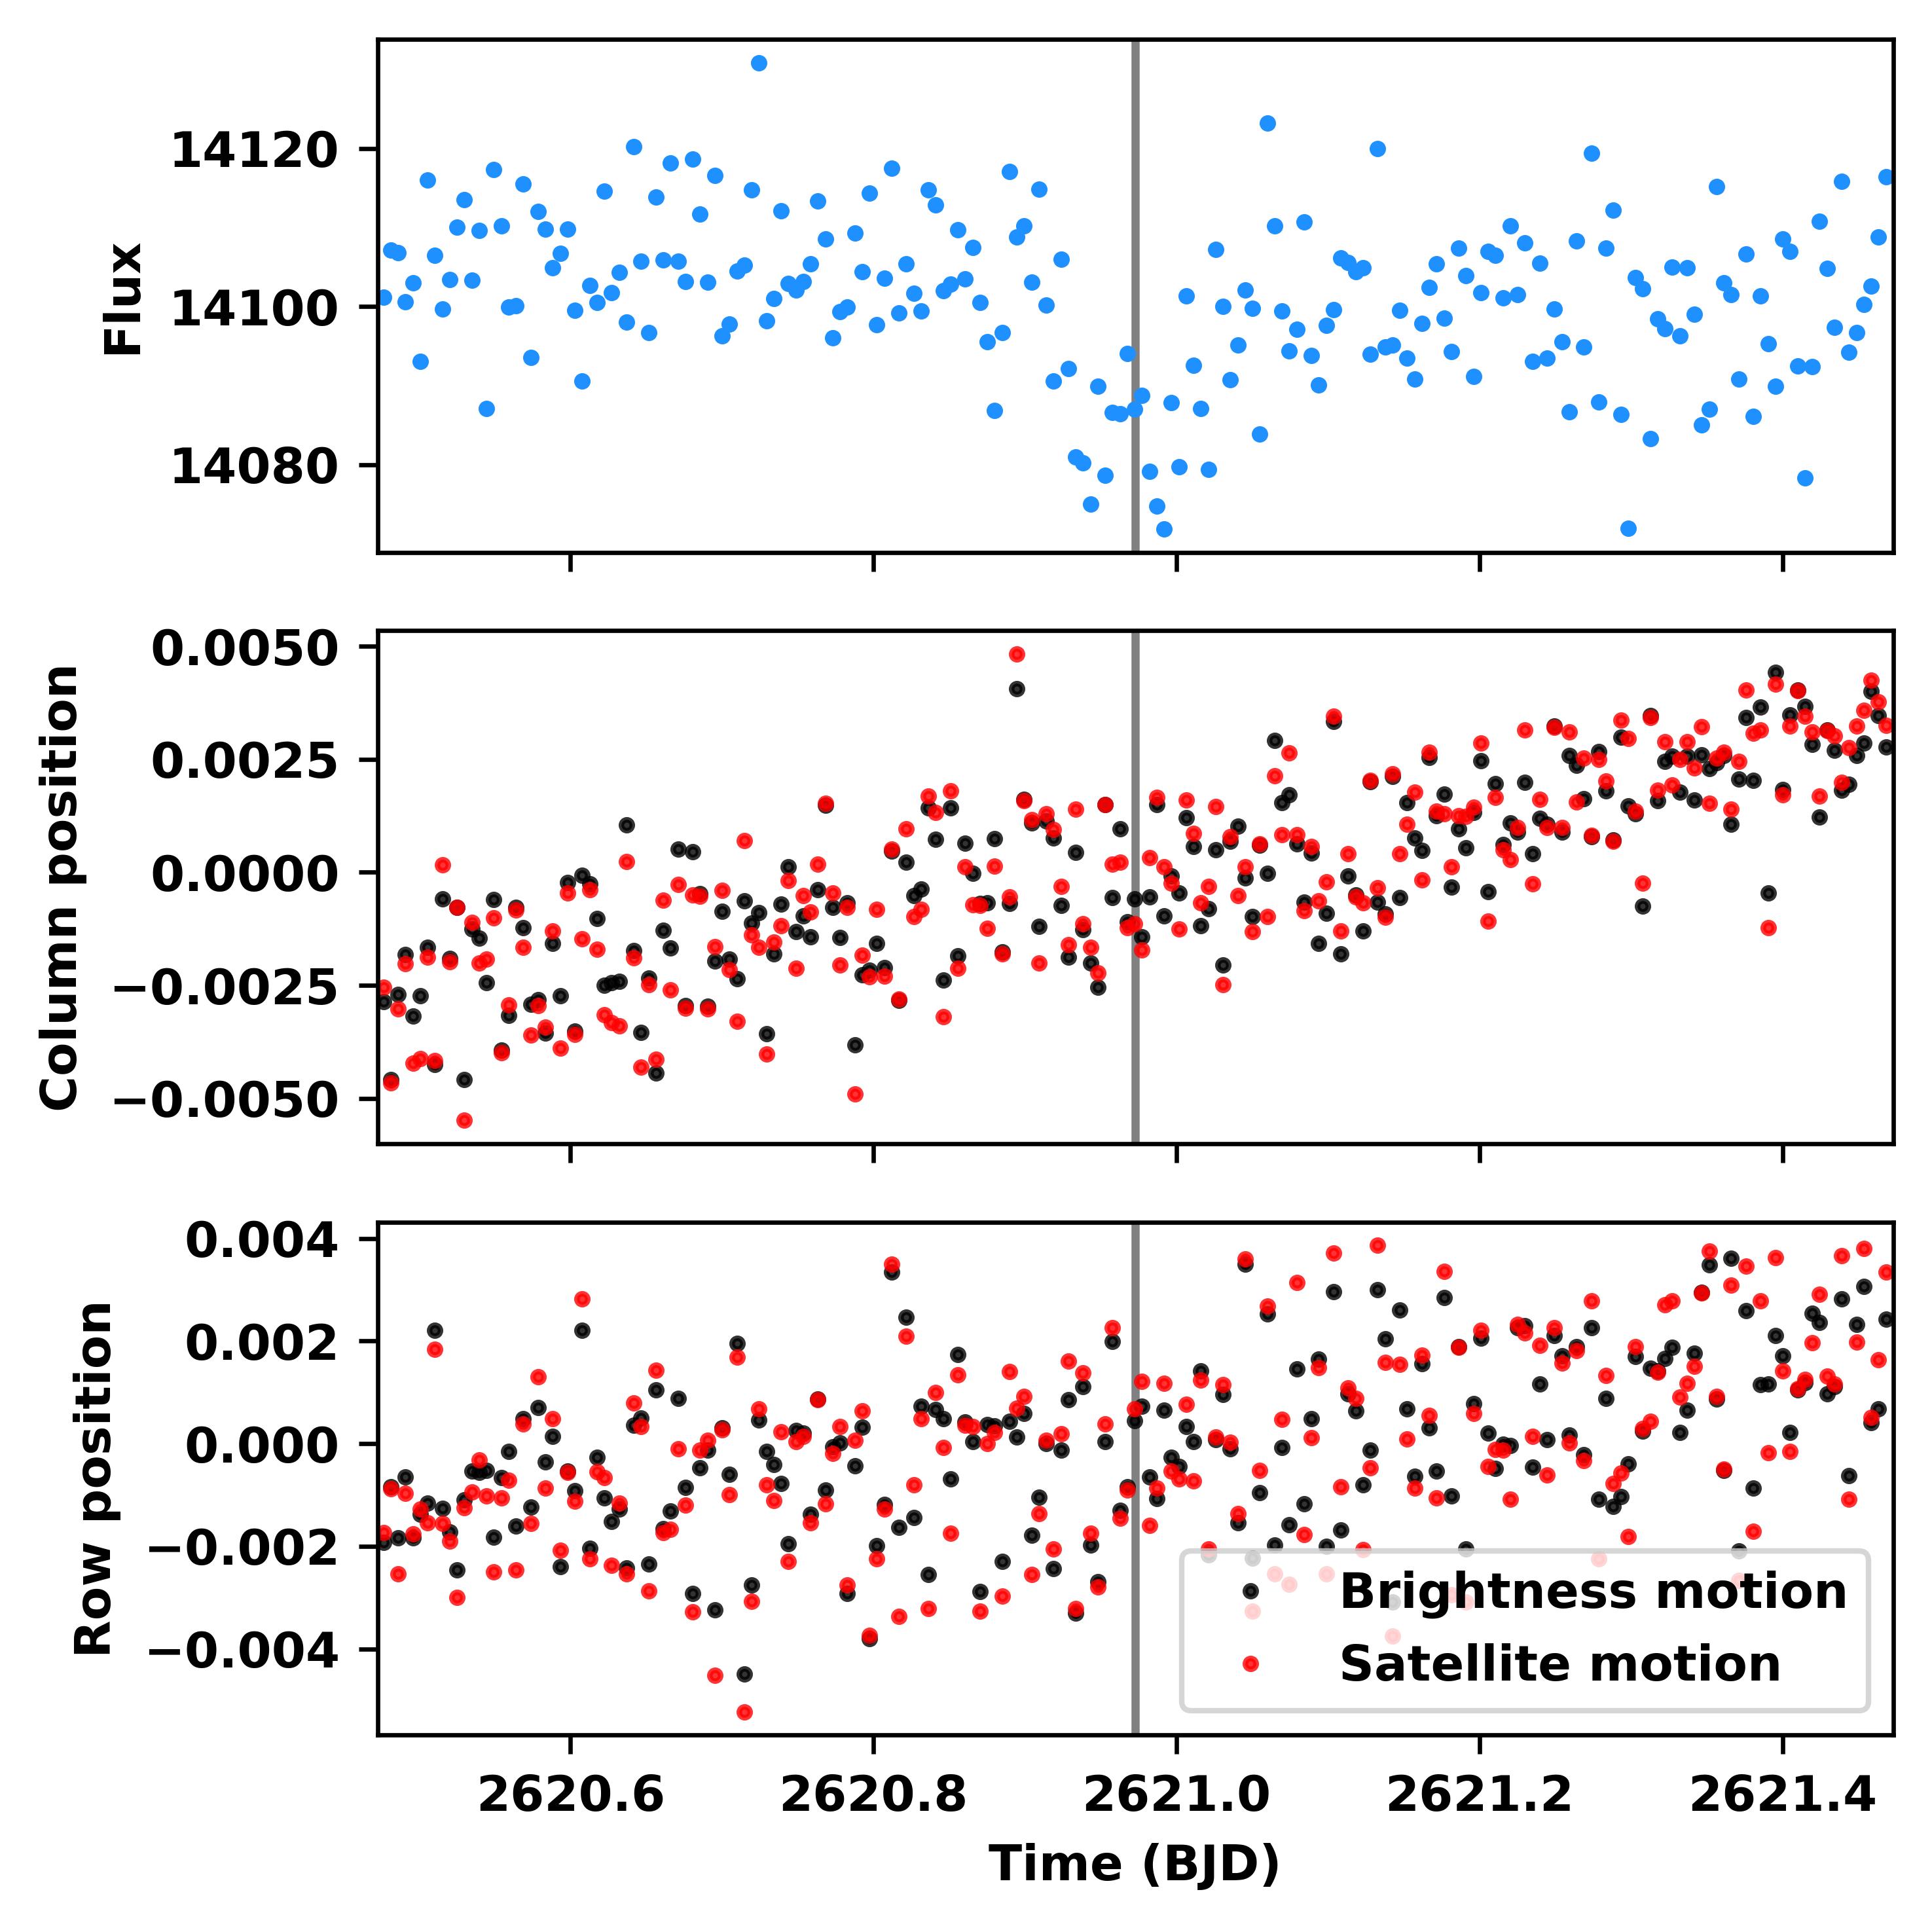 Flux
14120
14100
14080
Column position
0.0050
0.0025
0.0000
−0.0025
−0.0050
Row position
0.004
0.002
0.000
−0.002
−0.004
Brightness motion
Satellite motion
2620.6 2620.8 2621.0 2621.2 2621.4
Time (BJD)